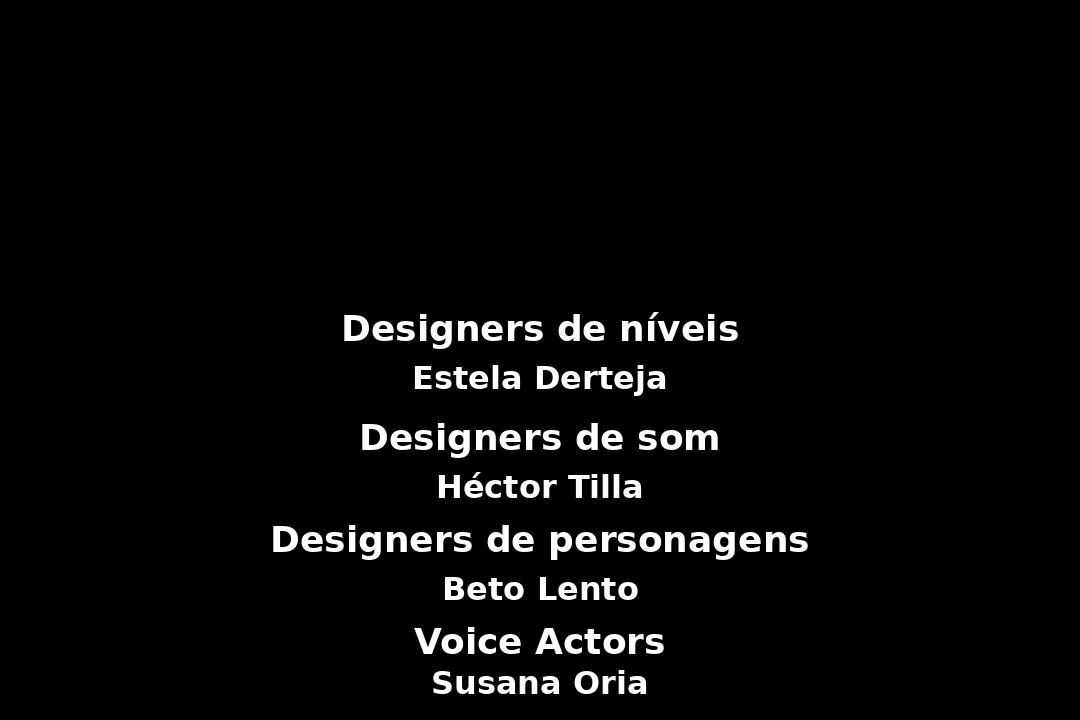 Designers de níveis
Estela Derteja
Designers de som
Héctor Tilla
Designers de personagens
Beto Lento
Voice Actors
Susana Oria